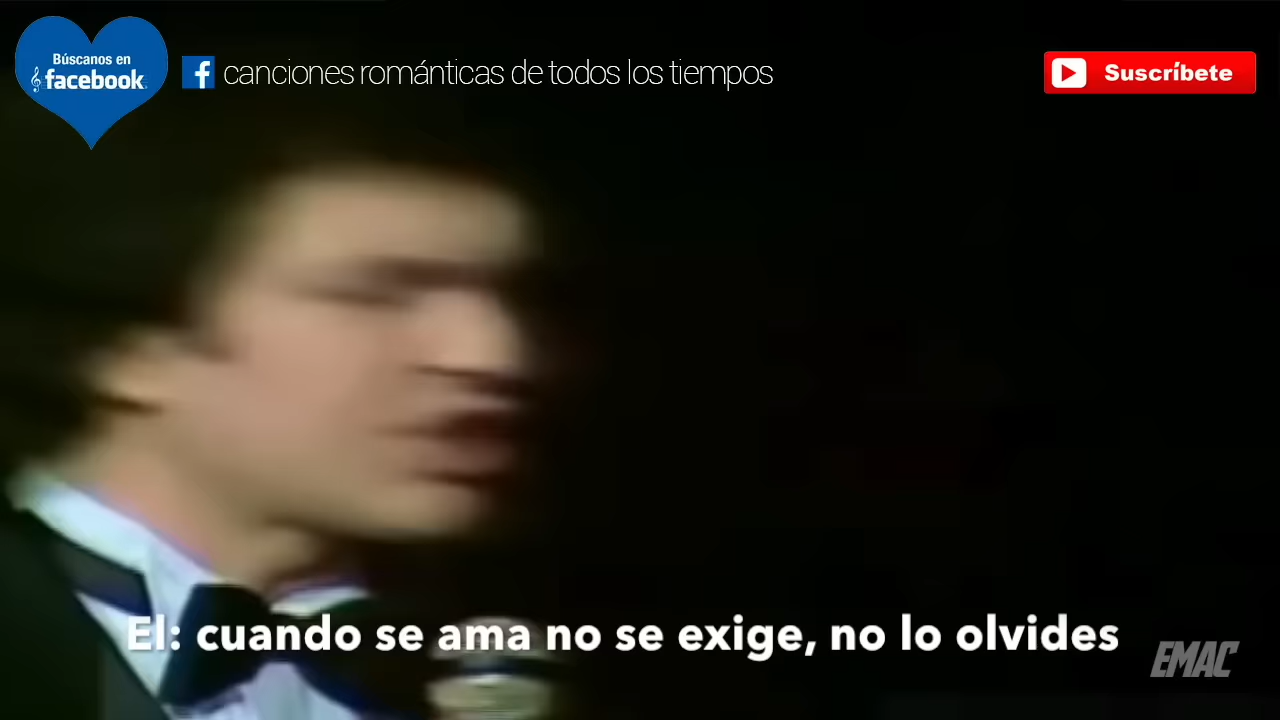 Búscanos en
facebook
canciones románticas de todos los tiempos
Suscríbete
El: cuando se ama no se exige, no lo olvides
EMAC